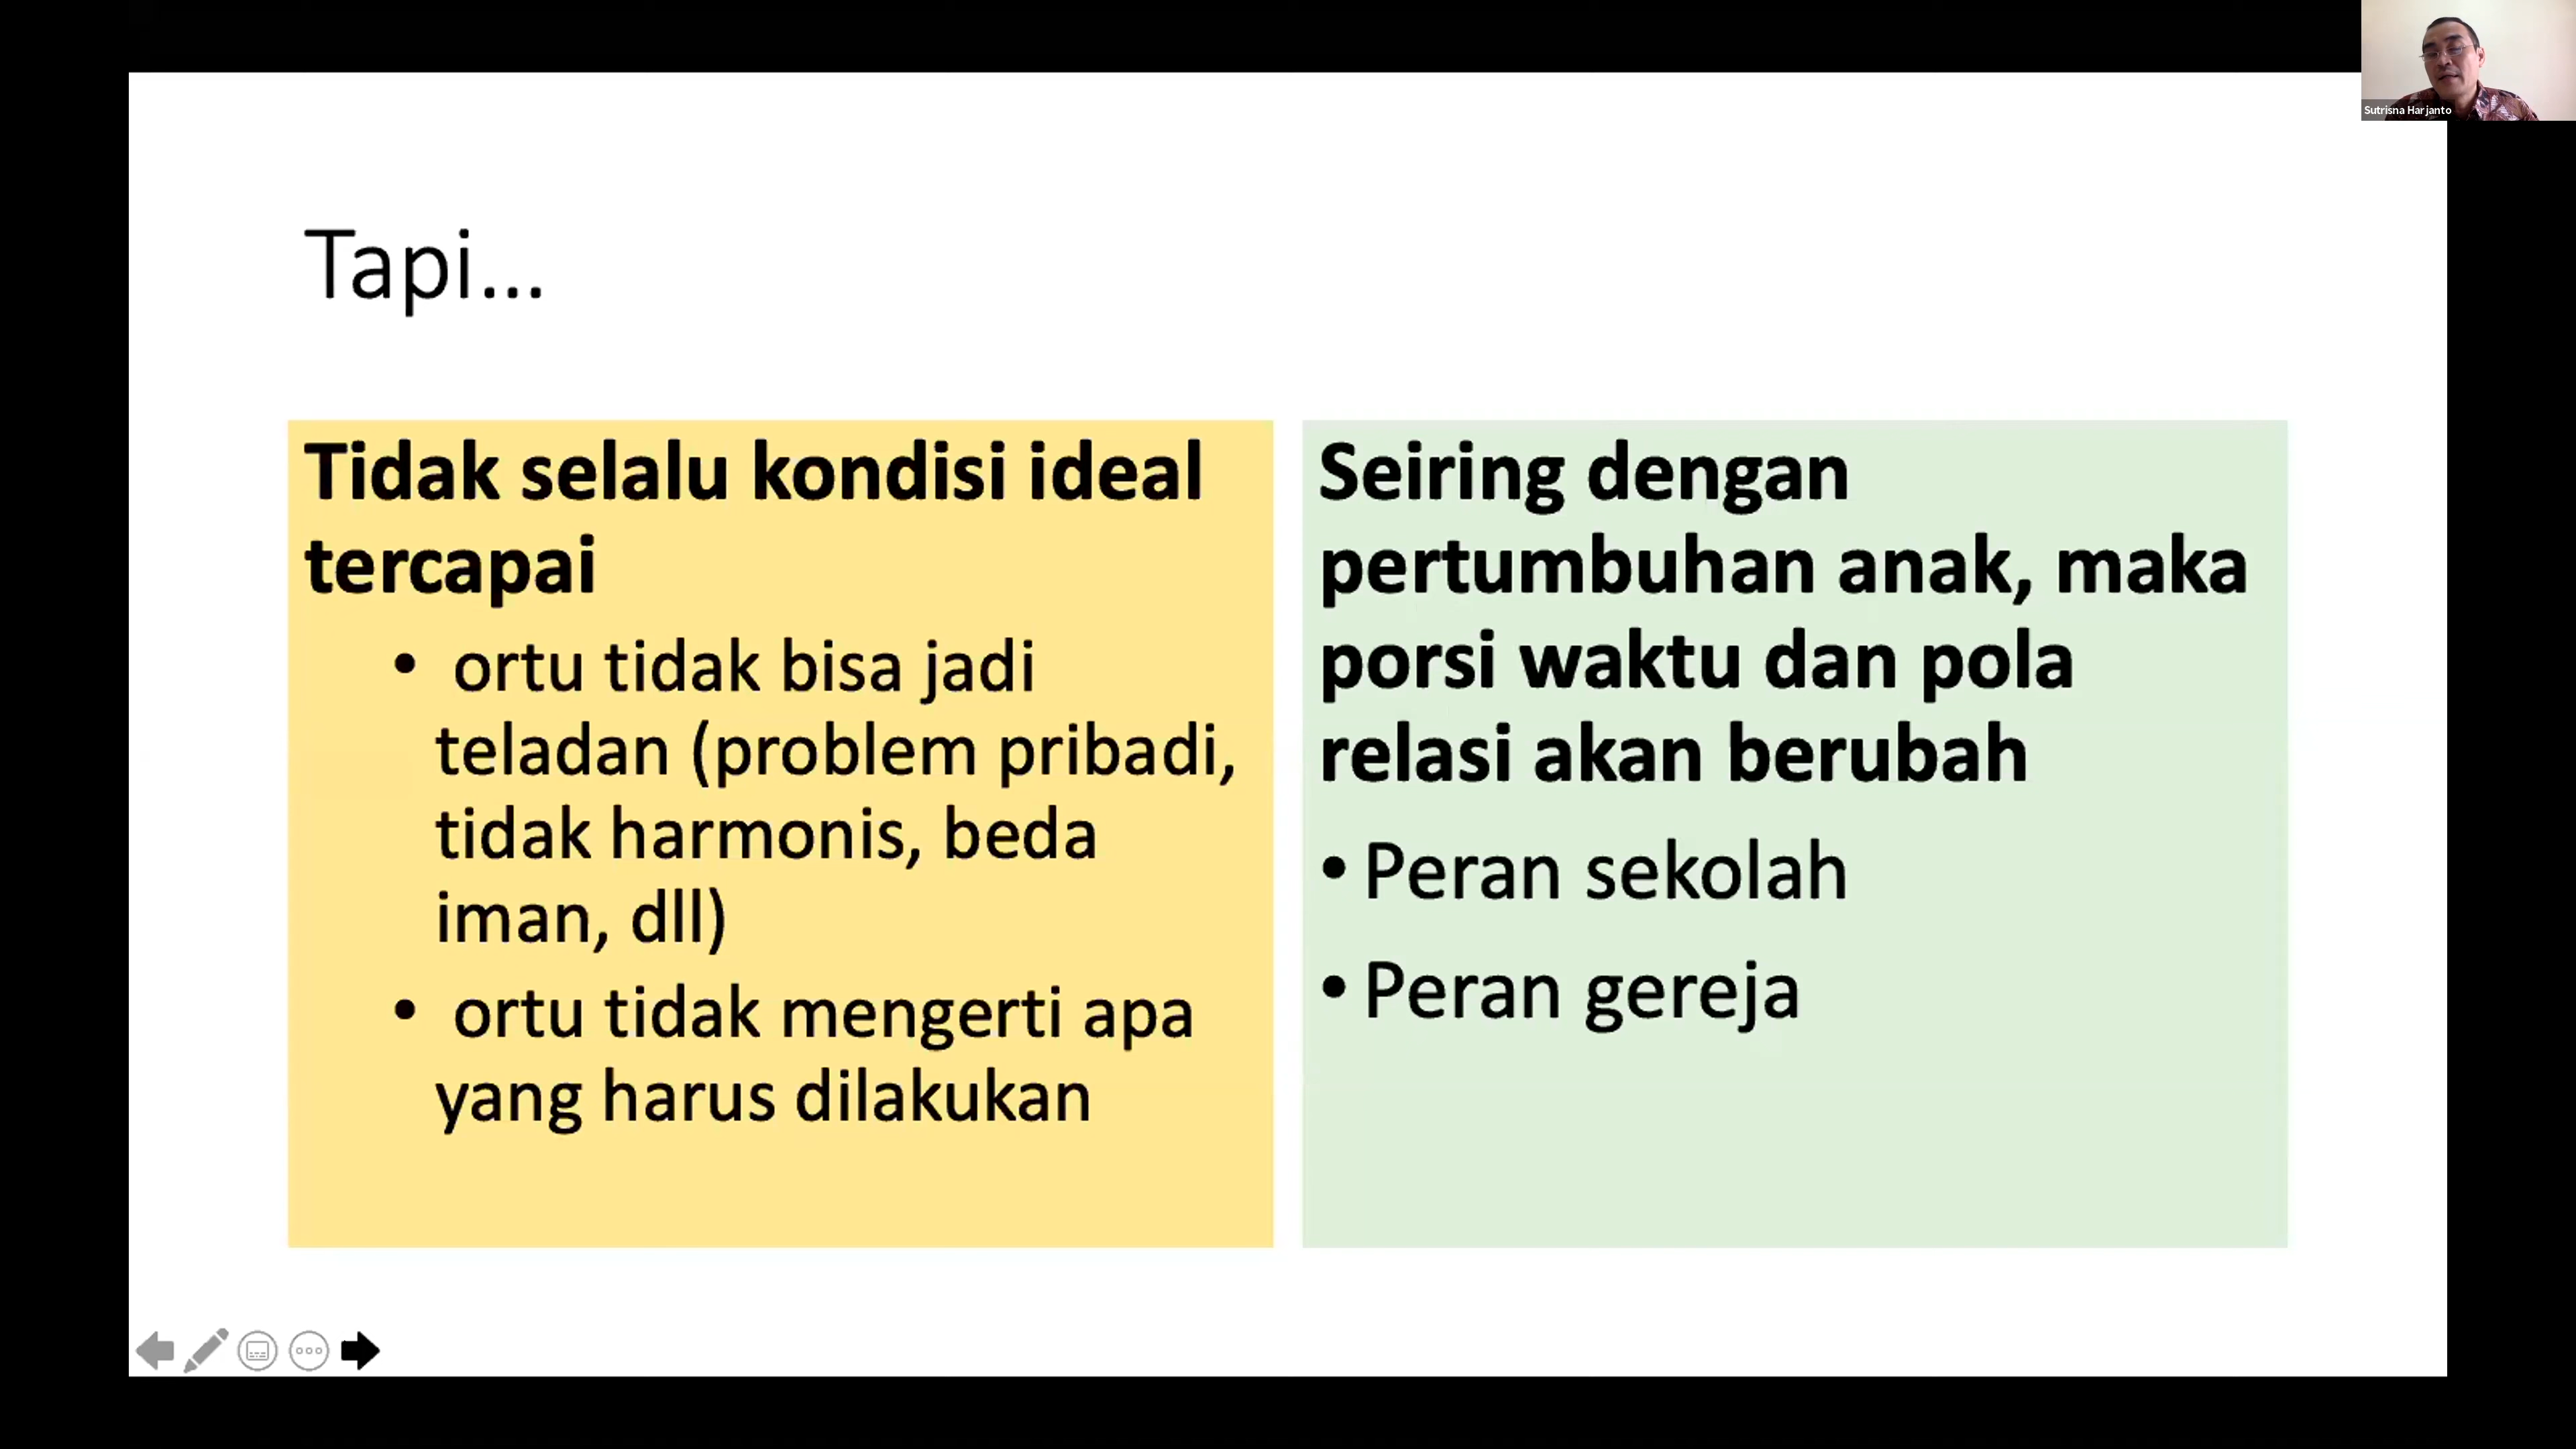 Sutrisna Harjanto
Tapi...
Tidak selalu kondisi ideal
tercapai
• ortu tidak bisa jadi
teladan (problem pribadi,
tidak harmonis, beda
iman, dll)
• ortu tidak mengerti apa
yang harus dilakukan
Seiring dengan
pertumbuhan anak, maka
porsi waktu dan pola
relasi akan berubah
• Peran sekolah
• Peran gereja